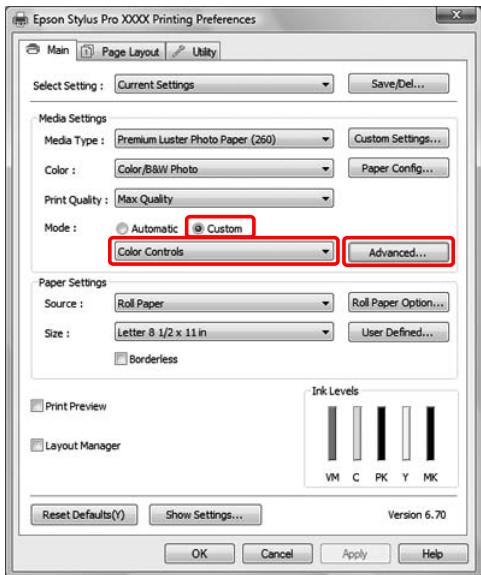 Epson Stylus Pro XXXX Printing Preferences
Main Page Layout Utility
Select Setting : Current Settings Save/Del...
Media Settings
Media Type : Premium Luster Photo Paper (260) Custom Settings...
Color : Color/B&W Photo Paper Config...
Print Quality : Max Quality
Mode : Automatic Custom
Color Controls Advanced...
Paper Settings
Source : Roll Paper Roll Paper Option...
Size : Letter 8 1/2 x 11 in User Defined...
Borderless
Ink Levels
Print Preview
Layout Manager
VM C PK Y MK
Reset Defaults(Y) Show Settings... Version 6.70
OK Cancel Apply Help